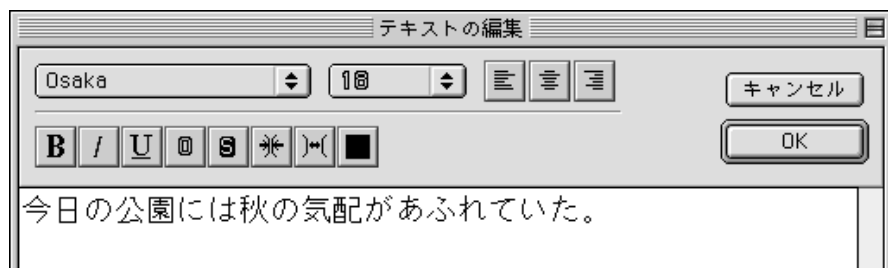 テキストの編集
Osaka
18
キャンセル
B I U O S
OK
今日の公園には秋の気配があふれていた。